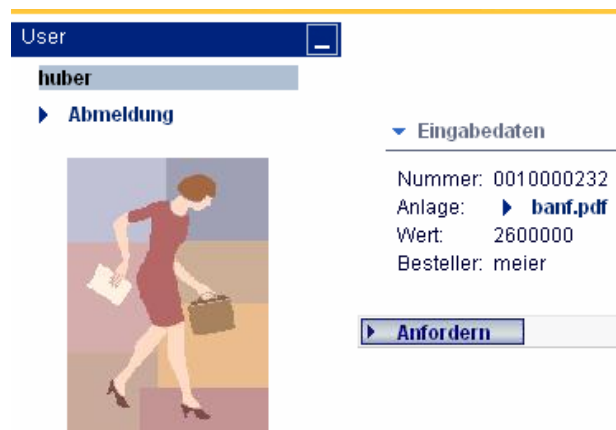 User
huber
Abmeldung
Eingabedaten
Nummer: 0010000232
Anlage: banf.pdf
Wert: 2600000
Besteller: meier
Anfordern